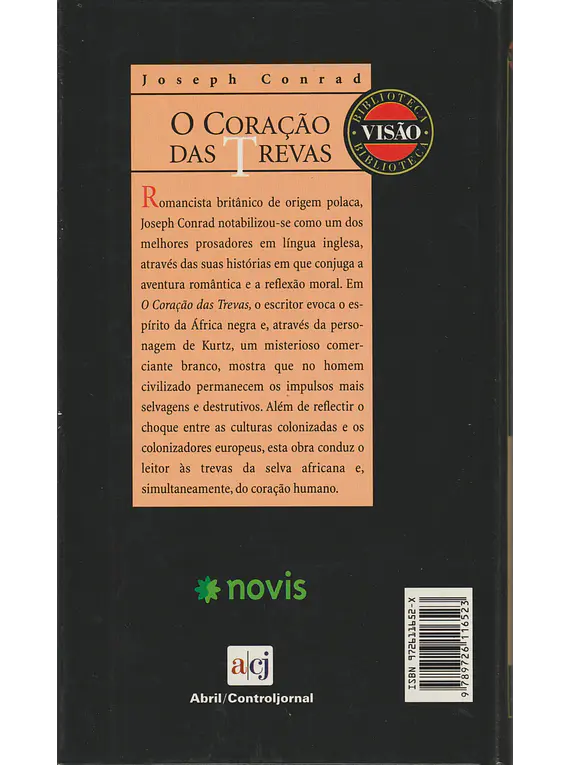 Joseph Conrad
O CORAÇÃO
DAS TREVAS
BIBLIOTECA
VISÃO
BIBLIOTECA
Romancista britânico de origem polaca,
Joseph Conrad notabilizou-se como um dos
melhores prosadores em língua inglesa,
através das suas histórias em que conjuga a
aventura romântica e a reflexão moral. Em
O Coração das Trevas, o escritor evoca o es-
pírito da África negra e, através da perso-
nagem de Kurtz, um misterioso comer-
ciante branco, mostra que no homem
civilizado permanecem os impulsos mais
selvagens e destrutivos. Além de reflectir o
choque entre as culturas colonizadas e os
colonizadores europeus, esta obra conduz o
leitor às trevas da selva africana e,
simultaneamente, do coração humano.
novis
a/cj
Abril/Controljornal
ISBN 972611652-X
9 789726 116523